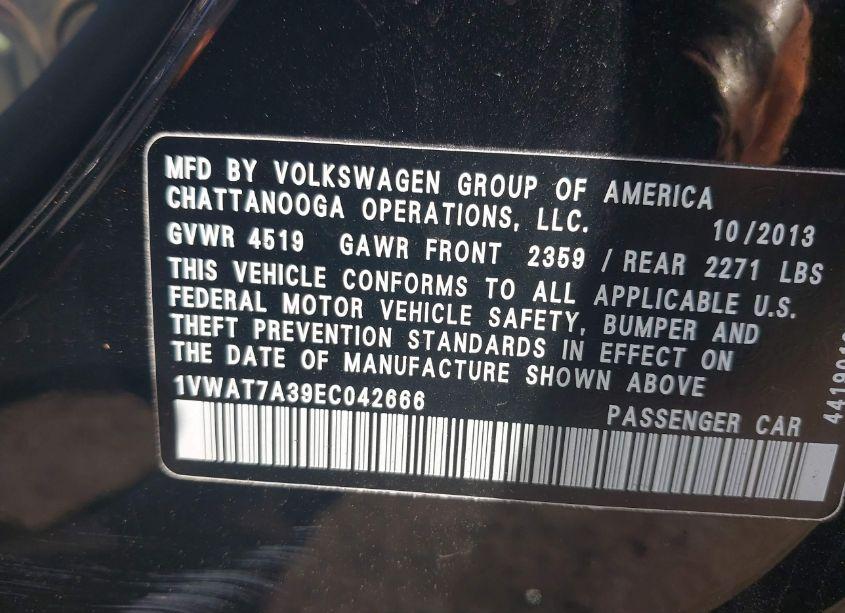 MFD BY VOLKSWAGEN GROUP OF AMERICA
CHATTANOOGA OPERATIONS, LLC. 10/2013
GVWR 4519 GAWR FRONT 2359 / REAR 2271 LBS
THIS VEHICLE CONFORMS TO ALL APPLICABLE U.S.
FEDERAL MOTOR VEHICLE SAFETY, BUMPER AND
THEFT PREVENTION STANDARDS IN EFFECT ON
THE DATE OF MANUFACTURE SHOWN ABOVE
1VWAT7A39EC042666 PASSENGER CAR